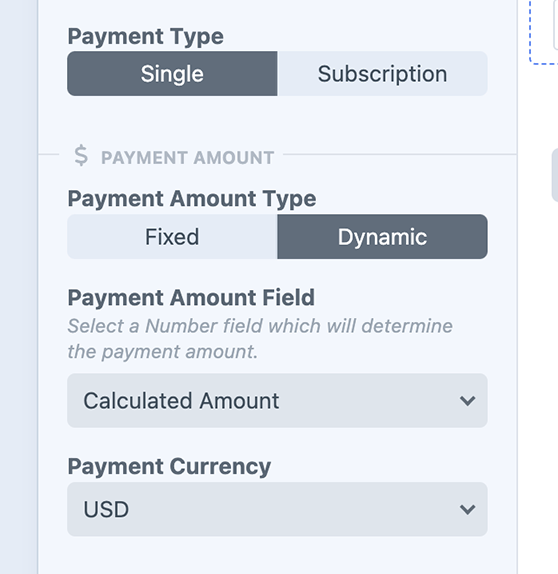 Payment Type
Single Subscription
$ PAYMENT AMOUNT
Payment Amount Type
Fixed Dynamic
Payment Amount Field
Select a Number field which will determine
the payment amount.
Calculated Amount
Payment Currency
USD